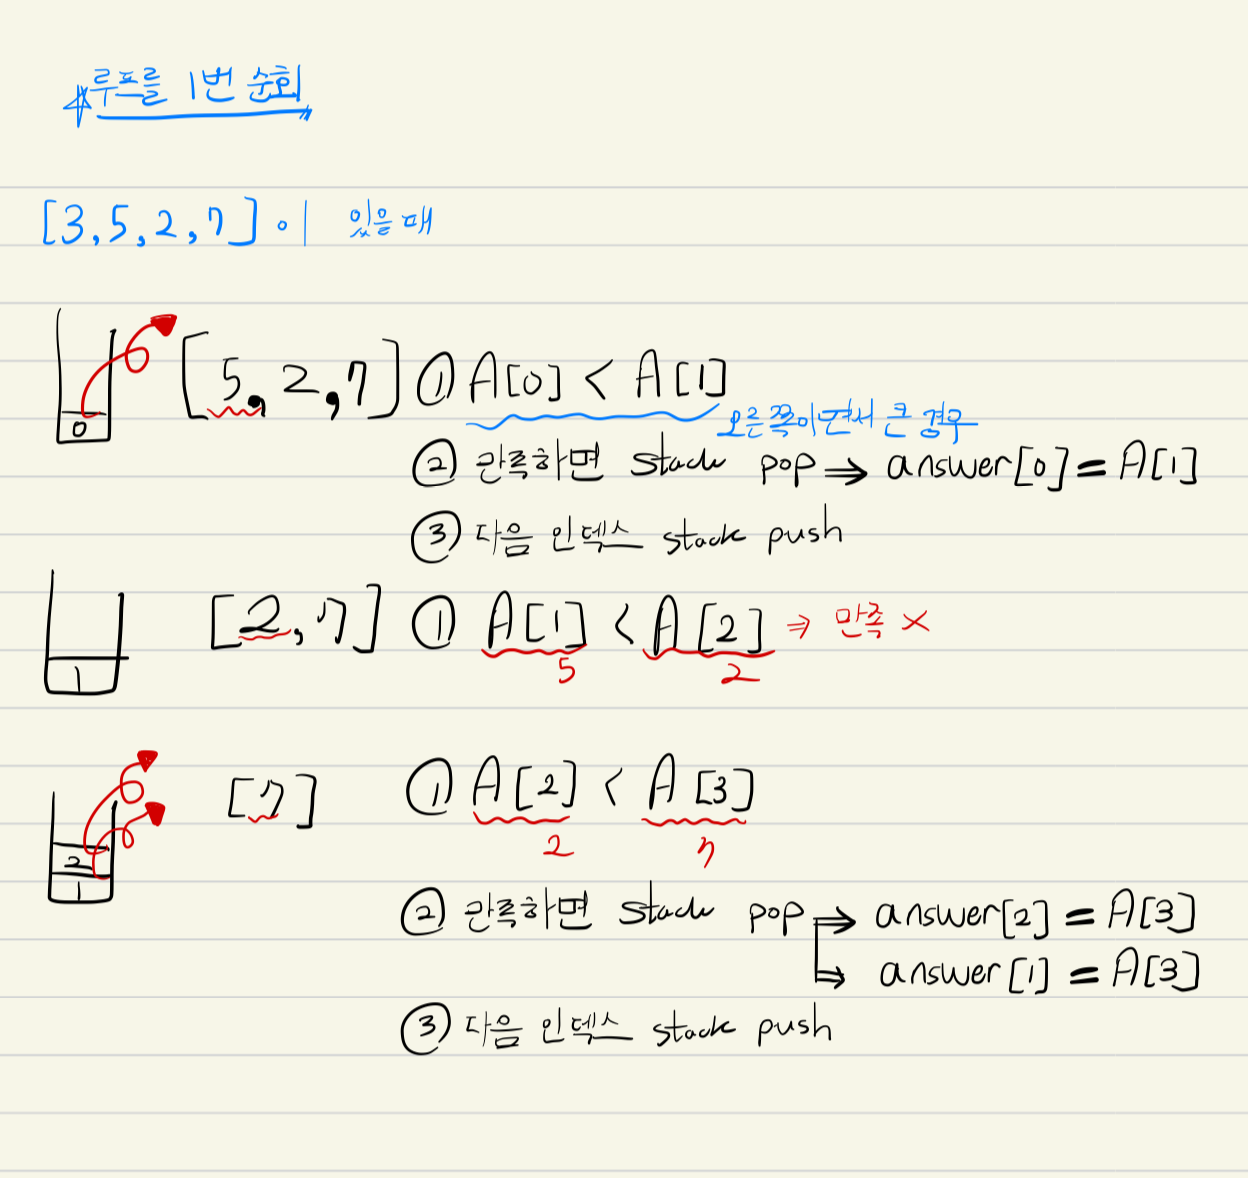 *루프를 1번 순회
[3,5,2,7]이 있을 때
0 [5,2,7] ① A[0] < A[1]
오른쪽이면서 큰 경우
② 만족하면 stack pop ⇒ answer[0] = A[1]
③ 다음 인덱스 stack push
1 [2,7] ① A[1] < A[2] ⇒ 만족 X
5 2
2 [7] ① A[2] < A[3]
1 2 7
② 만족하면 stack pop ⇒ answer[2] = A[3]
↳ answer[1] = A[3]
③ 다음 인덱스 stack push